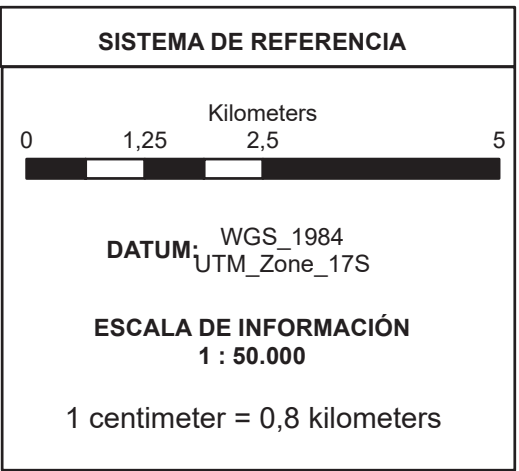 SISTEMA DE REFERENCIA
Kilometers
0 1,25 2,5 5
DATUM: WGS_1984
UTM_Zone_17S
ESCALA DE INFORMACIÓN
1 : 50.000
1 centimeter = 0,8 kilometers